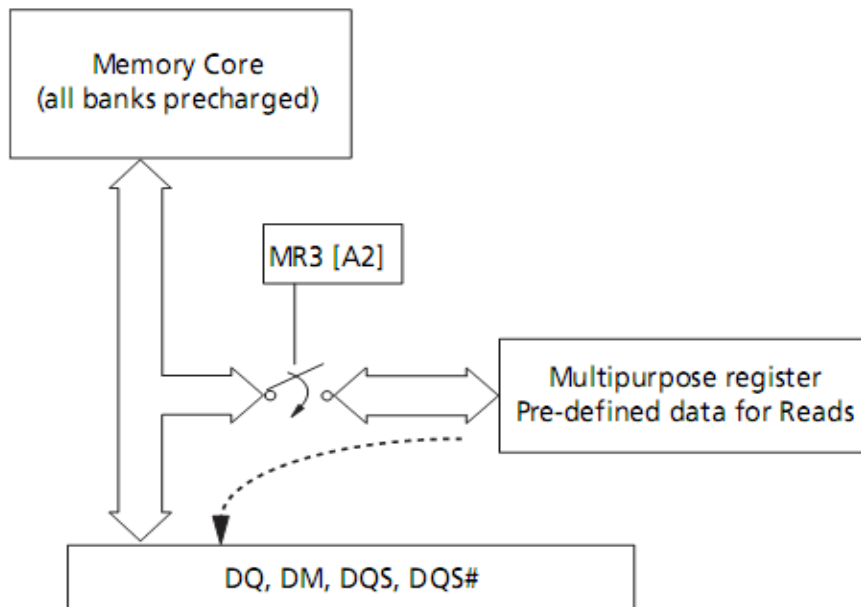 Memory Core
(all banks precharged)
MR3 [A2]
Multipurpose register
Pre-defined data for Reads
DQ, DM, DQS, DQS#